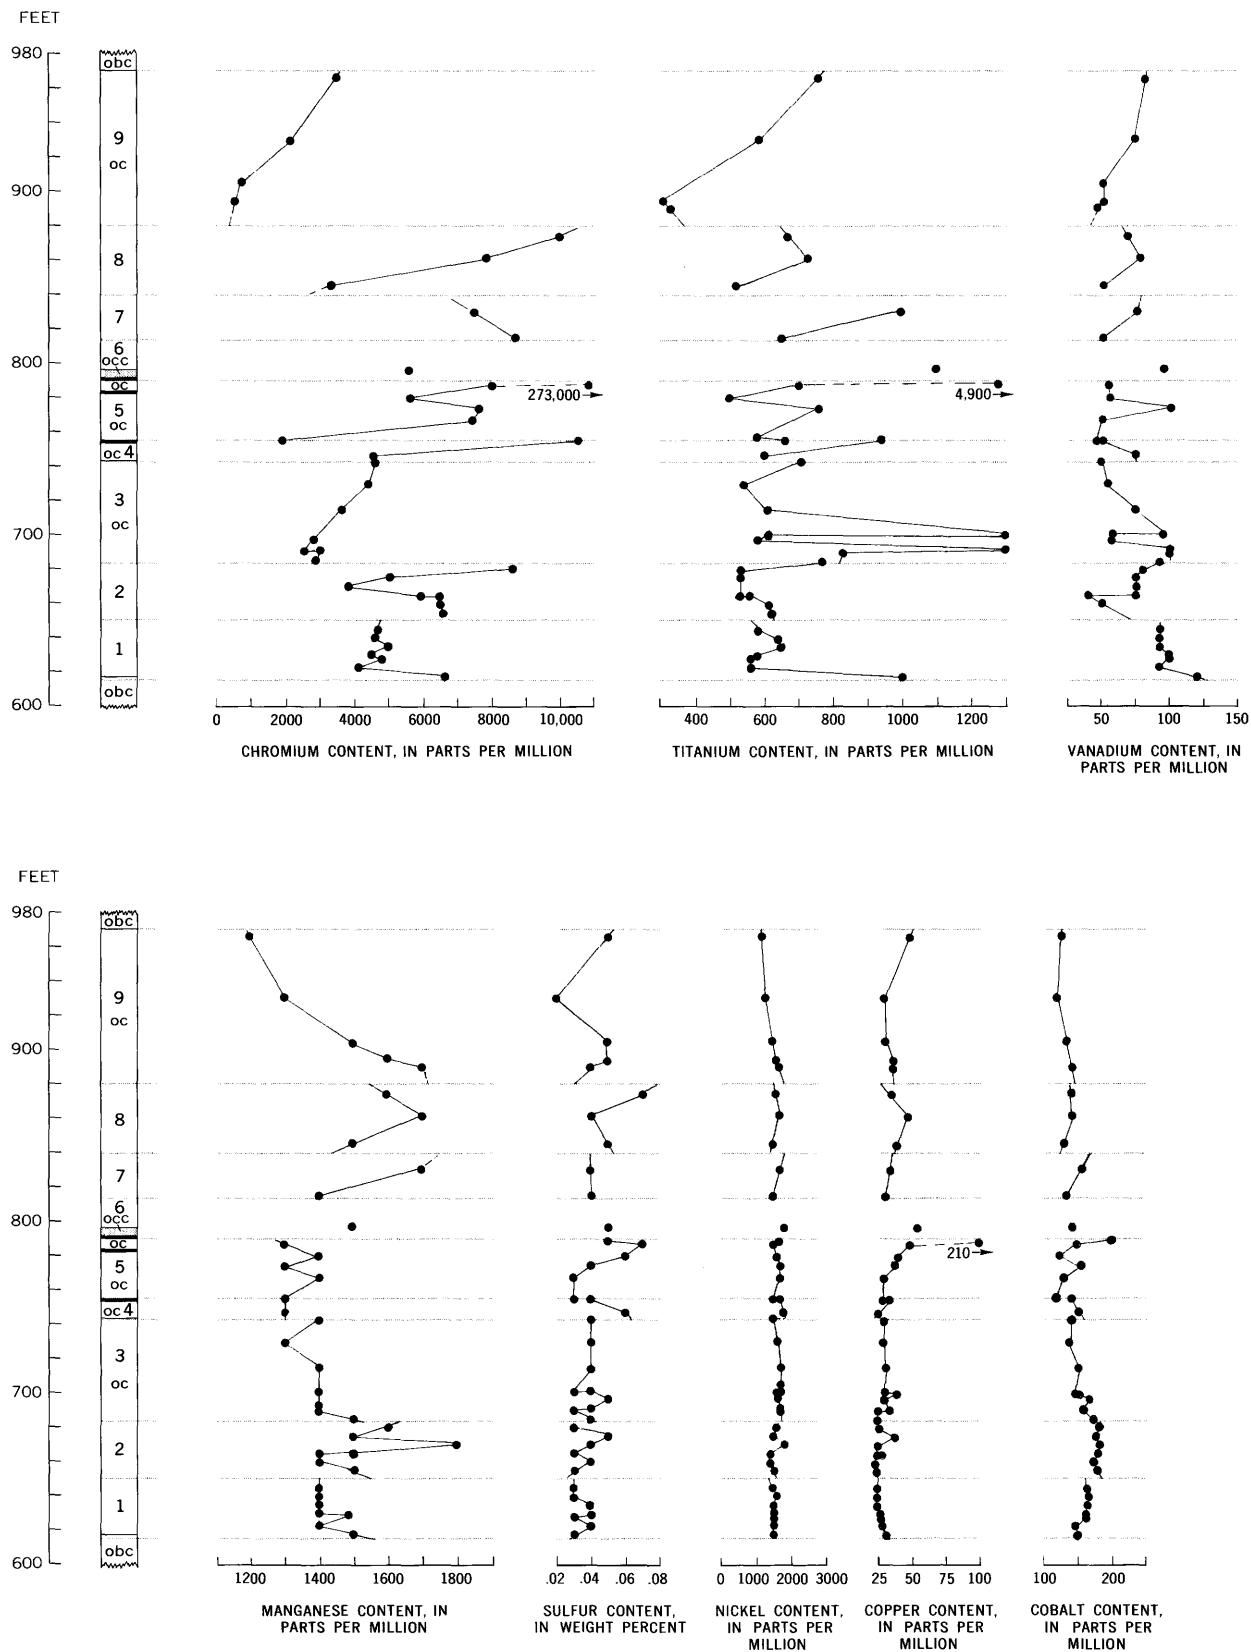 FEET
980
900
800
700
600
obc
9
oc
8
7
6
occ
oc
5
oc
oc 4
3
oc
2
1
obc
273,000
0 2000 4000 6000 8000 10,000
CHROMIUM CONTENT, IN PARTS PER MILLION
4,900
400 600 800 1000 1200
TITANIUM CONTENT, IN PARTS PER MILLION
50 100 150
VANADIUM CONTENT, IN
PARTS PER MILLION
FEET
980
900
800
700
600
obc
9
oc
8
7
6
occ
oc
5
oc
oc 4
3
oc
2
1
obc
1200 1400 1600 1800
MANGANESE CONTENT, IN
PARTS PER MILLION
.02 .04 .06 .08
SULFUR CONTENT,
IN WEIGHT PERCENT
0 1000 2000 3000
NICKEL CONTENT,
IN PARTS PER
MILLION
210
25 50 75 100
COPPER CONTENT,
IN PARTS PER
MILLION
100 200
COBALT CONTENT,
IN PARTS PER
MILLION